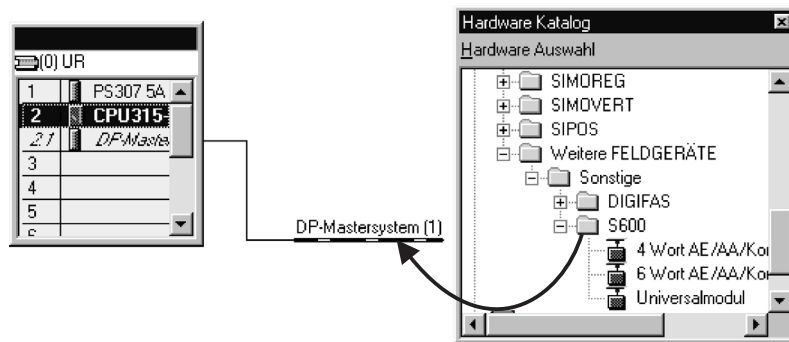 (0) UR
1 PS307 5A
2 CPU315-
2.1 DP-Master
3
4
5
DP-Mastersystem (1)
Hardware Katalog
Hardware Auswahl
SIMOREG
SIMOVERT
SIPOS
Weitere FELDGERÄTE
Sonstige
DIGIFAS
S600
4 Wort AE/AA/Ko
6 Wort AE/AA/Ko
Universalmodul